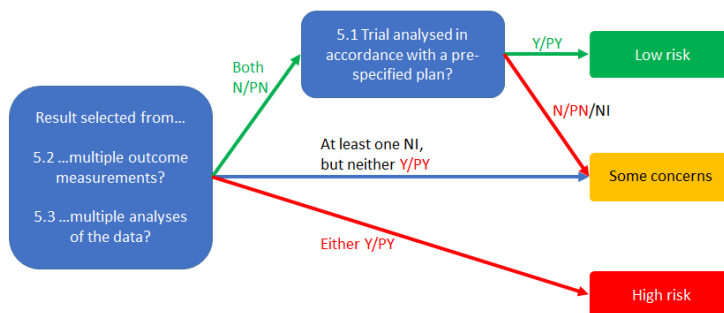 5.1 Trial analysed in
accordance with a pre-
specified plan?
Y/PY
Low risk
Both
N/PN
N/PN/NI
Result selected from...
5.2 ...multiple outcome
measurements?
5.3 ...multiple analyses
of the data?
At least one NI,
but neither Y/PY
Some concerns
Either Y/PY
High risk